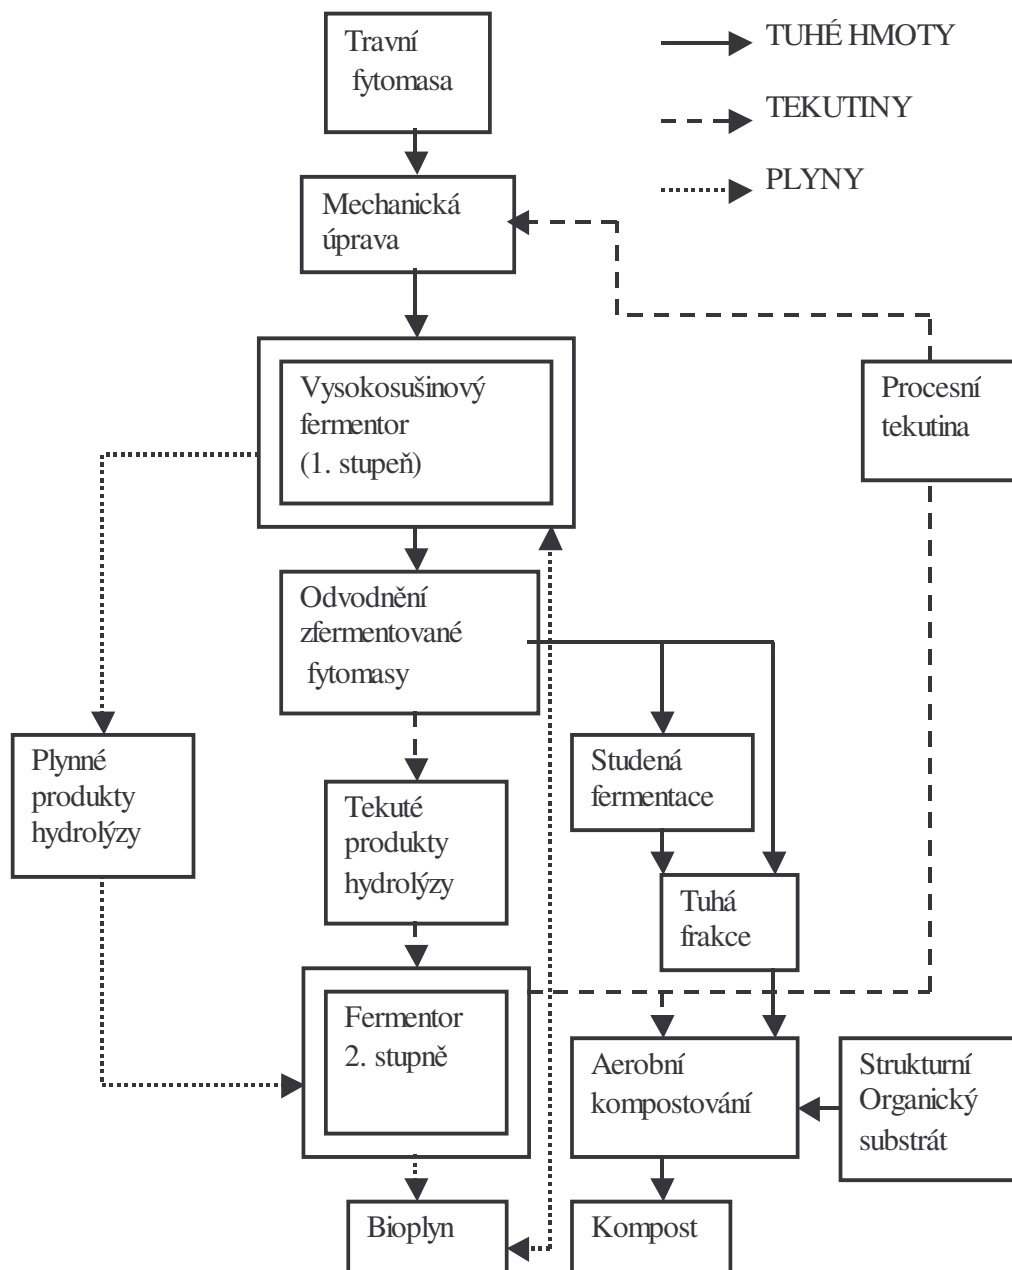 Travní
fytomasa
TUHÉ HMOTY
TEKUTINY
PLYNY
Mechanická
úprava
Vysokosušinový
fermentor
(1. stupeň)
Procesní
tekutina
Odvodnění
zfermentované
fytomasy
Plynné
produkty
hydrolýzy
Studená
fermentace
Tekuté
produkty
hydrolýzy
Tuhá
frakce
Fermentor
2. stupně
Aerobní
kompostování
Strukturní
Organický
substrát
Bioplyn
Kompost